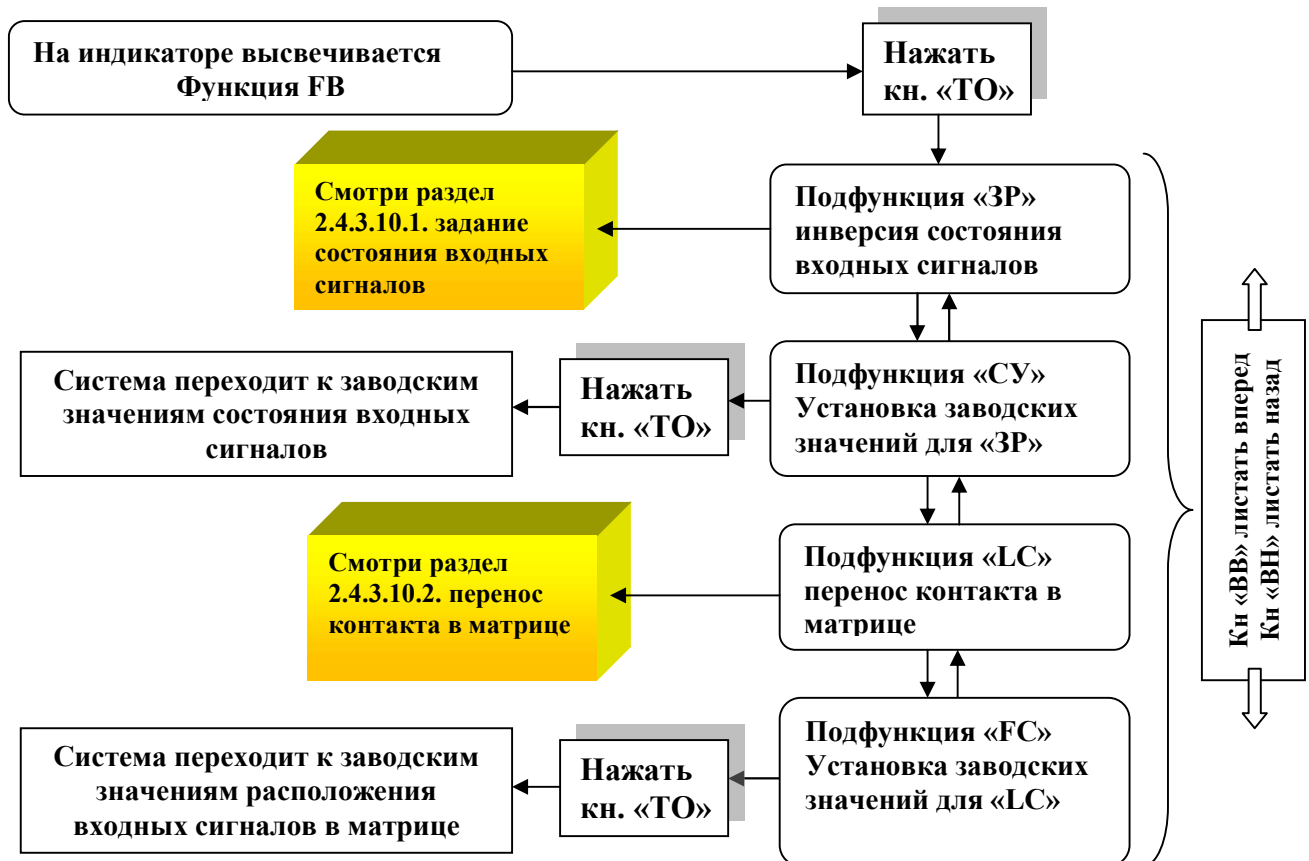 На индикаторе высвечивается
Функция FB
Нажать
кн. «ТО»
Смотри раздел
2.4.3.10.1. задание
состояния входных
сигналов
Подфункция «ЗР»
инверсия состояния
входных сигналов
Система переходит к заводским
значениям состояния входных
сигналов
Нажать
кн. «ТО»
Подфункция «СУ»
Установка заводских
значений для «ЗР»
Кн «ВВ» листать вперед
Кн «ВН» листать назад
Смотри раздел
2.4.3.10.2. перенос
контакта в матрице
Подфункция «LC»
перенос контакта в
матрице
Система переходит к заводским
значениям расположения
входных сигналов в матрице
Нажать
кн. «ТО»
Подфункция «FC»
Установка заводских
значений для «LC»